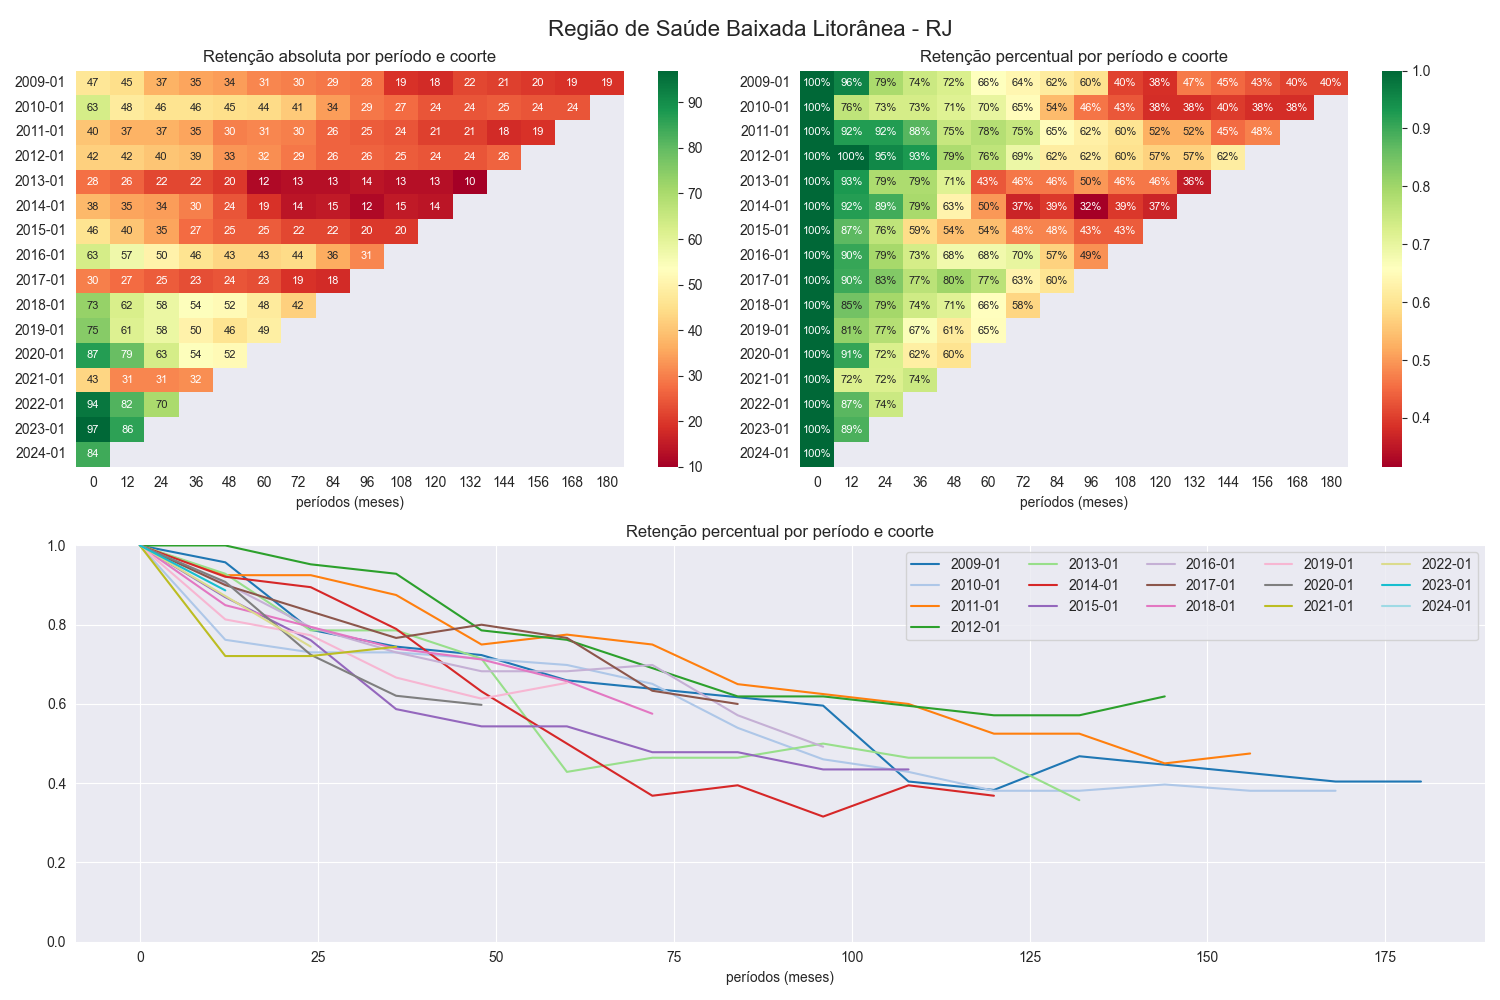 Região de Saúde Baixada Litorânea - RJ
Retenção absoluta por período e coorte
2009-01 47 45 37 35 34 31 30 29 28 19 18 22 21 20 19 19
2010-01 63 48 46 46 45 44 41 34 29 27 24 24 25 24 24
2011-01 40 37 37 35 30 31 30 26 25 24 21 21 18 19
2012-01 42 42 40 39 33 32 29 26 26 25 24 24 26
2013-01 28 26 22 22 20 12 13 13 14 13 13 10
2014-01 38 35 34 30 24 19 14 15 12 15 14
2015-01 46 40 35 27 25 25 22 22 20 20
2016-01 63 57 50 46 43 43 44 36 31
2017-01 30 27 25 23 24 23 19 18
2018-01 73 62 58 54 52 48 42
2019-01 75 61 58 50 46 49
2020-01 87 79 63 54 52
2021-01 43 31 31 32
2022-01 94 82 70
2023-01 97 86
2024-01 84
0 12 24 36 48 60 72 84 96 108 120 132 144 156 168 180
períodos (meses)
90
80
70
60
50
40
30
20
10
Retenção percentual por período e coorte
2009-01 100% 96% 79% 74% 72% 66% 64% 62% 60% 40% 38% 47% 45% 43% 40% 40%
2010-01 100% 76% 73% 73% 71% 70% 65% 54% 46% 43% 38% 38% 40% 38% 38%
2011-01 100% 92% 92% 88% 75% 78% 75% 65% 62% 60% 52% 52% 45% 48%
2012-01 100% 100% 95% 93% 79% 76% 69% 62% 62% 60% 57% 57% 62%
2013-01 100% 93% 79% 79% 71% 43% 46% 46% 50% 46% 46% 36%
2014-01 100% 92% 89% 79% 63% 50% 37% 39% 32% 39% 37%
2015-01 100% 87% 76% 59% 54% 54% 48% 48% 43% 43%
2016-01 100% 90% 79% 73% 68% 68% 70% 57% 49%
2017-01 100% 90% 83% 77% 80% 77% 63% 60%
2018-01 100% 85% 79% 74% 71% 66% 58%
2019-01 100% 81% 77% 67% 61% 65%
2020-01 100% 91% 72% 62% 60%
2021-01 100% 72% 72% 74%
2022-01 100% 87% 74%
2023-01 100% 89%
2024-01 100%
0 12 24 36 48 60 72 84 96 108 120 132 144 156 168 180
períodos (meses)
1.0
0.9
0.8
0.7
0.6
0.5
0.4
Retenção percentual por período e coorte
1.0
0.8
0.6
0.4
0.2
0.0
2009-01 2013-01 2016-01 2019-01 2022-01
2010-01 2014-01 2017-01 2020-01 2023-01
2011-01 2015-01 2018-01 2021-01 2024-01
2012-01
0 25 50 75 100 125 150 175
períodos (meses)